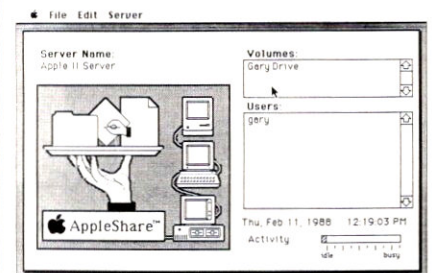 File Edit Server
Server Name:
Apple II Server
Volumes:
Gary Drive
Users:
gary
AppleShare™
Thu, Feb 11, 1988 12:19:03 PM
Activity
idle busy